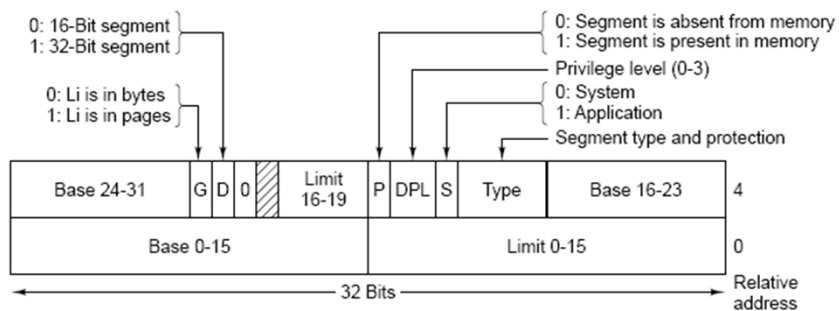 0: 16-Bit segment
1: 32-Bit segment
0: Segment is absent from memory
1: Segment is present in memory
Privilege level (0-3)
0: Li is in bytes
1: Li is in pages
0: System
1: Application
Segment type and protection
Base 24-31 G D 0 Limit 16-19 P DPL S Type Base 16-23 4
Base 0-15 Limit 0-15 0
32 Bits
Relative address